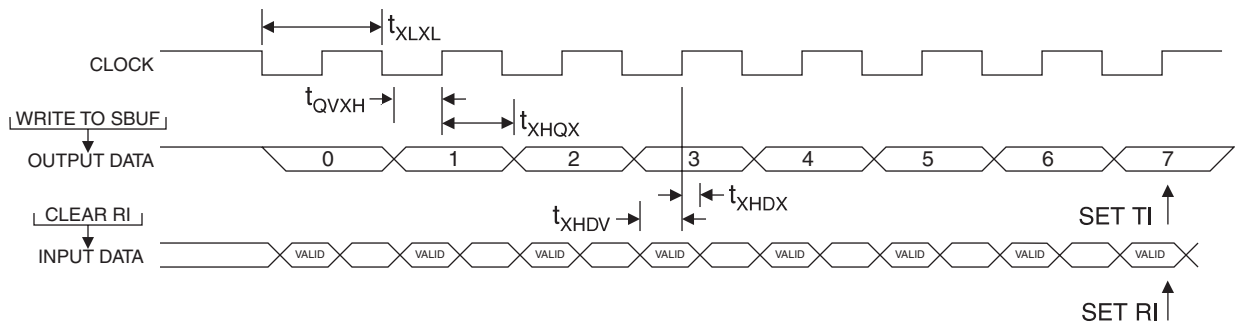 tXLXL
CLOCK
tQVXH
tXHQX
WRITE TO SBUF
OUTPUT DATA
0 1 2 3 4 5 6 7
tXHDX
tXHDV
SET TI
CLEAR RI
INPUT DATA
VALID VALID VALID VALID VALID VALID VALID VALID
SET RI